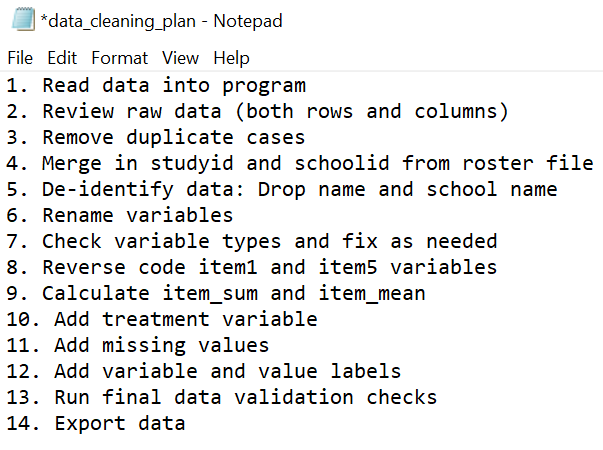 *data_cleaning_plan - Notepad
File Edit Format View Help
1. Read data into program
2. Review raw data (both rows and columns)
3. Remove duplicate cases
4. Merge in studyid and schoolid from roster file
5. De-identify data: Drop name and school name
6. Rename variables
7. Check variable types and fix as needed
8. Reverse code item1 and item5 variables
9. Calculate item_sum and item_mean
10. Add treatment variable
11. Add missing values
12. Add variable and value labels
13. Run final data validation checks
14. Export data